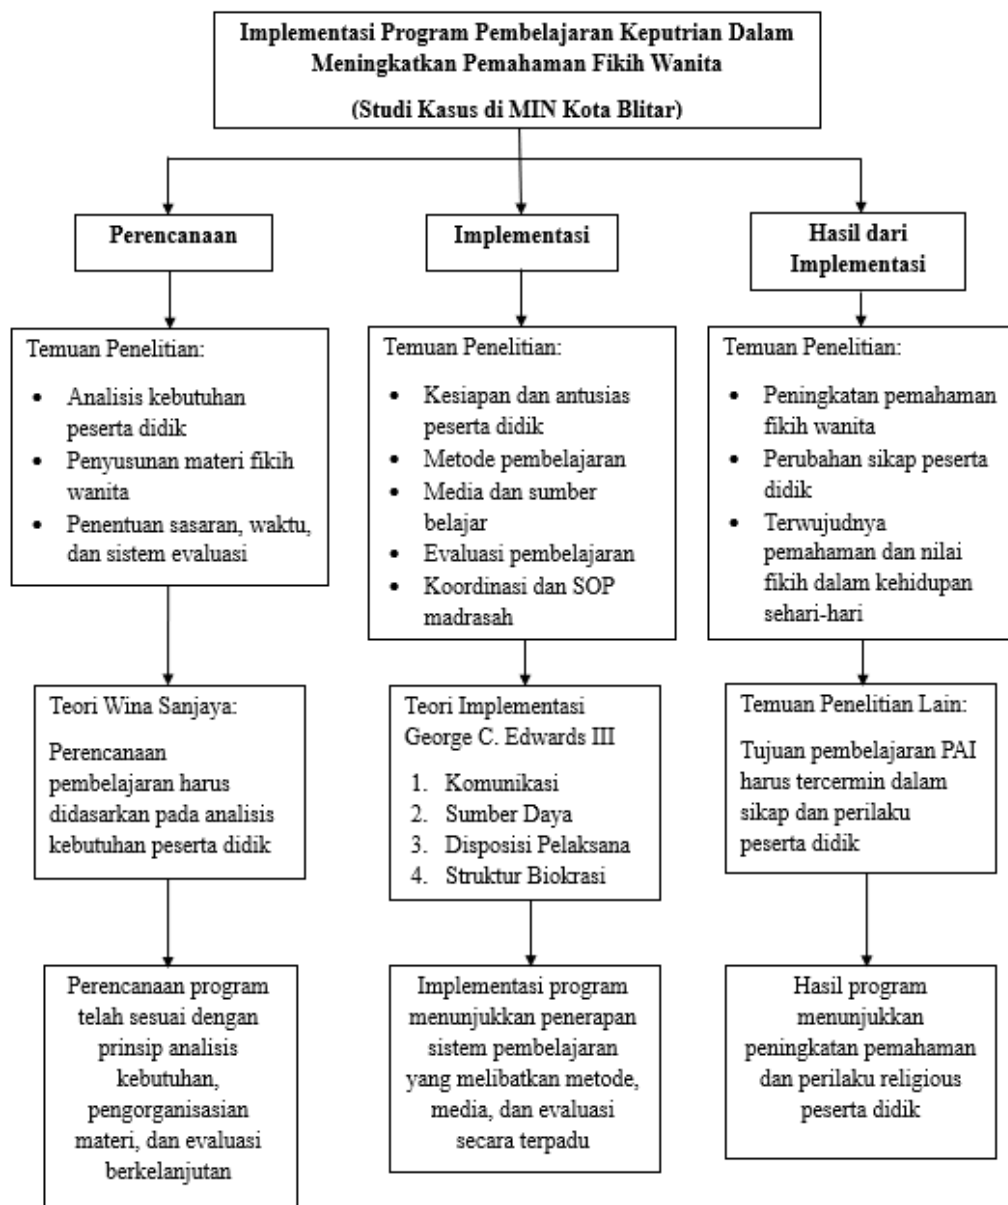 Implementasi Program Pembelajaran Keputrian Dalam
Meningkatkan Pemahaman Fikih Wanita
(Studi Kasus di MIN Kota Blitar)
Perencanaan
Temuan Penelitian:
• Analisis kebutuhan
peserta didik
• Penyusunan materi fikih
wanita
• Penentuan sasaran, waktu,
dan sistem evaluasi
Teori Wina Sanjaya:
Perencanaan
pembelajaran harus
didasarkan pada analisis
kebutuhan peserta didik
Perencanaan program
telah sesuai dengan
prinsip analisis
kebutuhan,
pengorganisasian
materi, dan evaluasi
berkelanjutan
Implementasi
Temuan Penelitian:
• Kesiapan dan antusias
peserta didik
• Metode pembelajaran
• Media dan sumber
belajar
• Evaluasi pembelajaran
• Koordinasi dan SOP
madrasah
Teori Implementasi
George C. Edwards III
1. Komunikasi
2. Sumber Daya
3. Disposisi Pelaksana
4. Struktur Biokrasi
Implementasi program
menunjukkan penerapan
sistem pembelajaran
yang melibatkan metode,
media, dan evaluasi
secara terpadu
Hasil dari
Implementasi
Temuan Penelitian:
• Peningkatan pemahaman
fikih wanita
• Perubahan sikap peserta
didik
• Terwujudnya
pemahaman dan nilai
fikih dalam kehidupan
sehari-hari
Temuan Penelitian Lain:
Tujuan pembelajaran PAI
harus tercermin dalam
sikap dan perilaku
peserta didik
Hasil program
menunjukkan
peningkatan pemahaman
dan perilaku religious
peserta didik